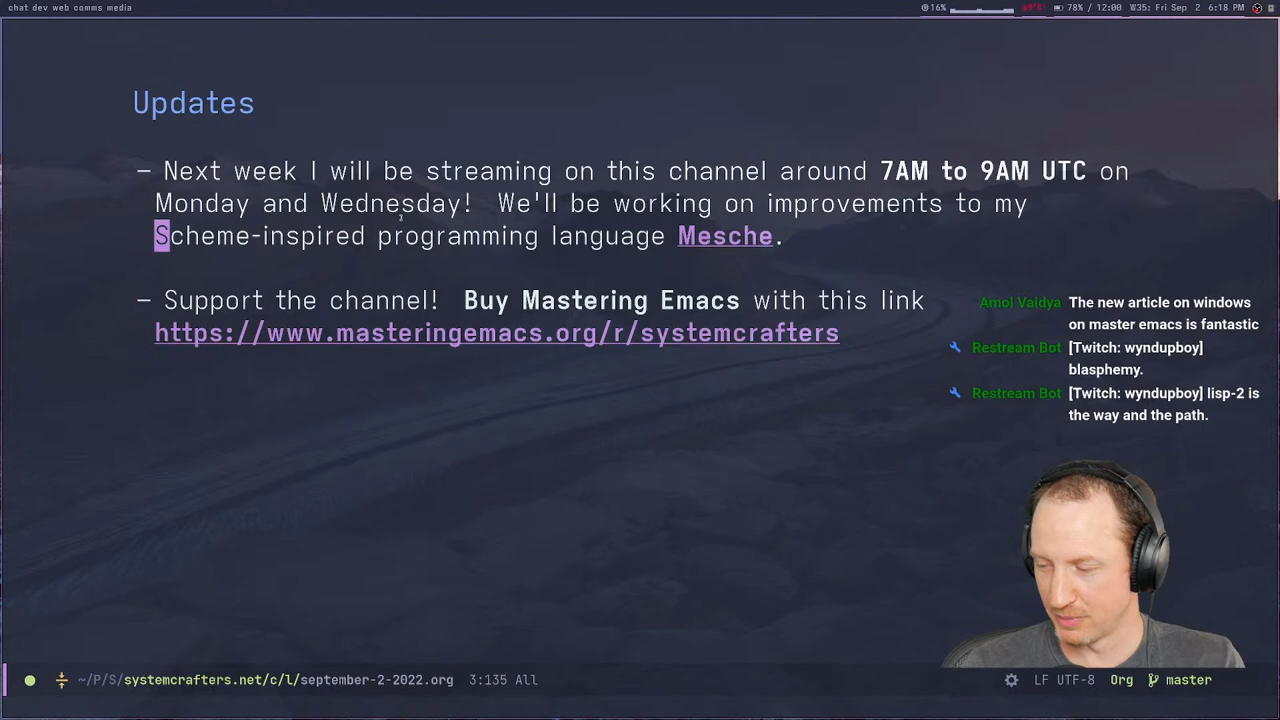 chat dev web comms media
16%
78% / 12:00
W35: Fri Sep 2 6:18 PM
Updates
– Next week I will be streaming on this channel around 7AM to 9AM UTC on
Monday and Wednesday! We'll be working on improvements to my
Scheme-inspired programming language Mesche.
– Support the channel! Buy Mastering Emacs with this link
https://www.masteringemacs.org/r/systemcrafters
Amol Vaidya The new article on windows
on master emacs is fantastic
Restream Bot [Twitch: wyndupboy]
blasphemy.
Restream Bot [Twitch: wyndupboy] lisp-2 is
the way and the path.
~/P/S/systemcrafters.net/c/l/september-2-2022.org 3:135 All
LF UTF-8 Org master